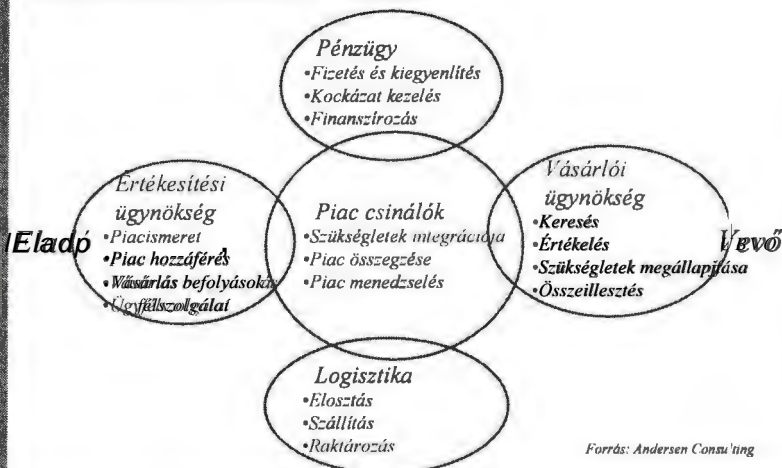 Pénzügy
•Fizetés és kiegyenlítés
•Kockázat kezelés
•Finanszírozás
Értékesítési
ügynökség
•Piacismeret
•Piac hozzáférés
•Vásárlás befolyásolás
•Ügyfélszolgálat
Eladó
Piac csinálók
•Szükségletek integrációja
•Piac összegzése
•Piac menedzselés
Vásárlói
ügynökség
•Keresés
•Értékelés
•Szükségletek megállapítása
•Összeillesztés
Vevő
Logisztika
•Elosztás
•Szállítás
•Raktározás
Forrás: Andersen Consulting